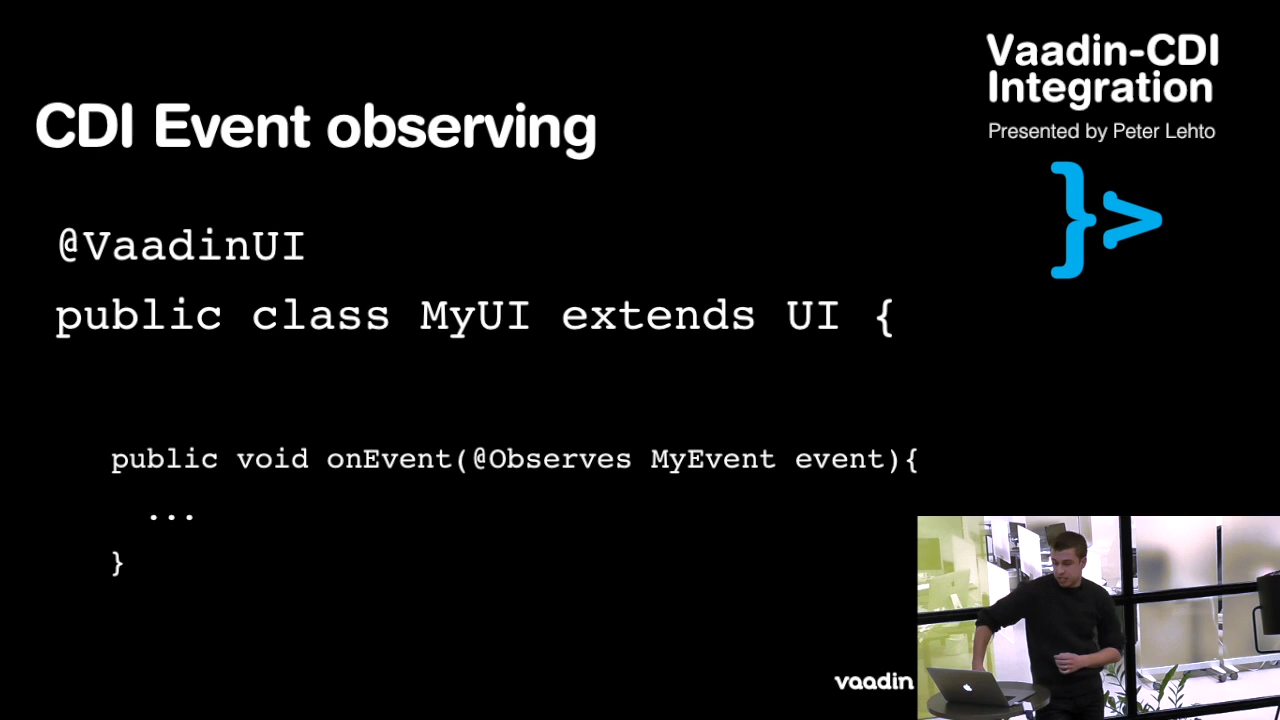 Vaadin-CDI
Integration
Presented by Peter Lehto
}>
CDI Event observing
@VaadinUI
public class MyUI extends UI {
public void onEvent(@Observes MyEvent event){
...
}
vaadin